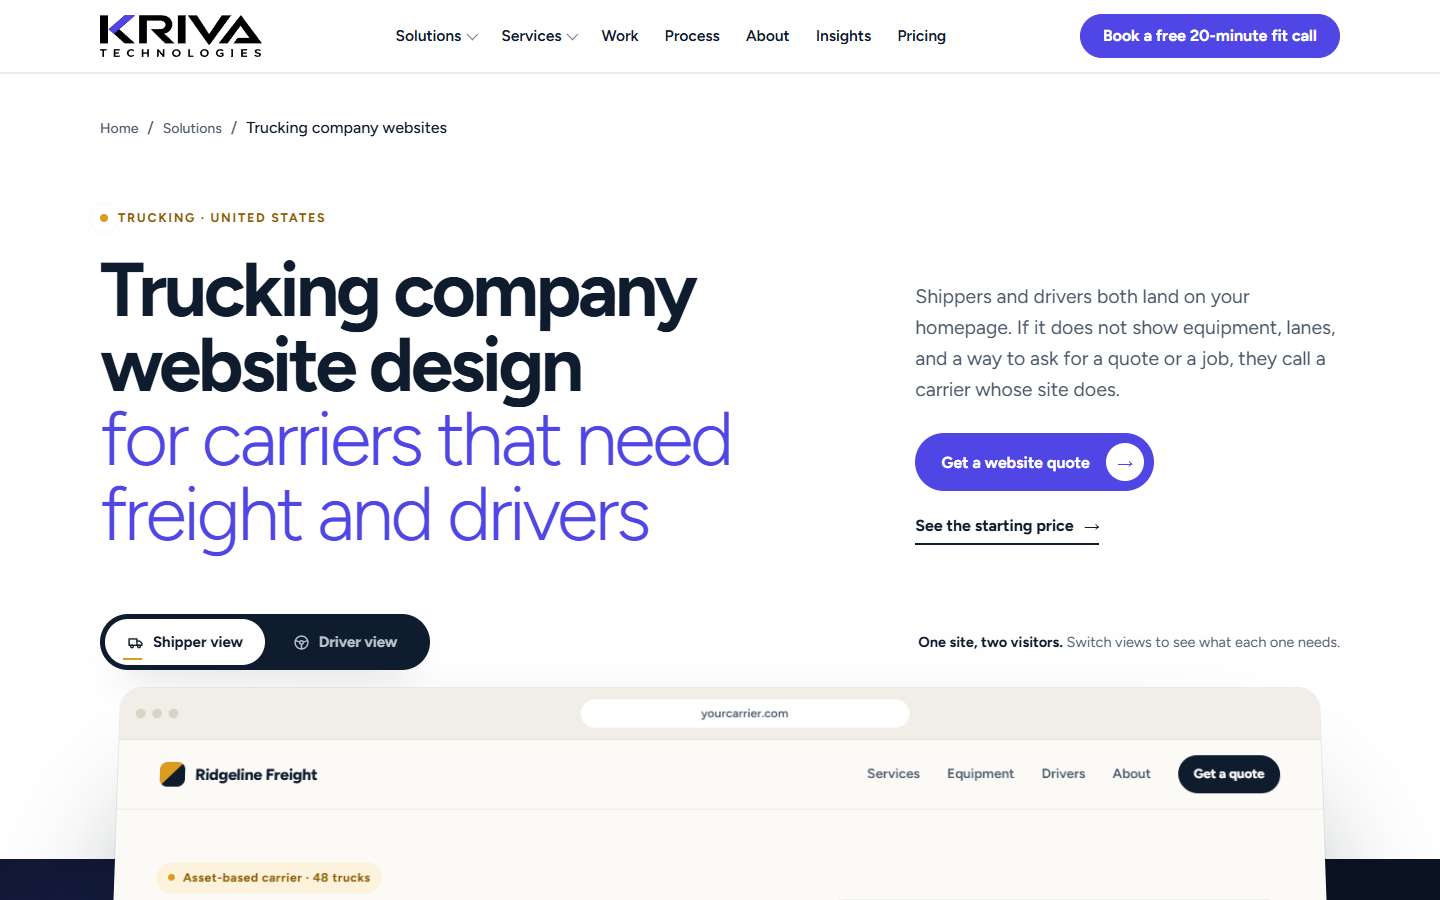 KRIVA
TECHNOLOGIES
Solutions
Services
Work
Process
About
Insights
Pricing
Book a free 20-minute fit call
Home / Solutions / Trucking company websites
TRUCKING · UNITED STATES
Trucking company
website design
for carriers that need
freight and drivers
Shippers and drivers both land on your
homepage. If it does not show equipment, lanes,
and a way to ask for a quote or a job, they call a
carrier whose site does.
Get a website quote →
See the starting price →
Shipper view
Driver view
One site, two visitors. Switch views to see what each one needs.
yourcarrier.com
Ridgeline Freight
Services
Equipment
Drivers
About
Get a quote
Asset-based carrier · 48 trucks